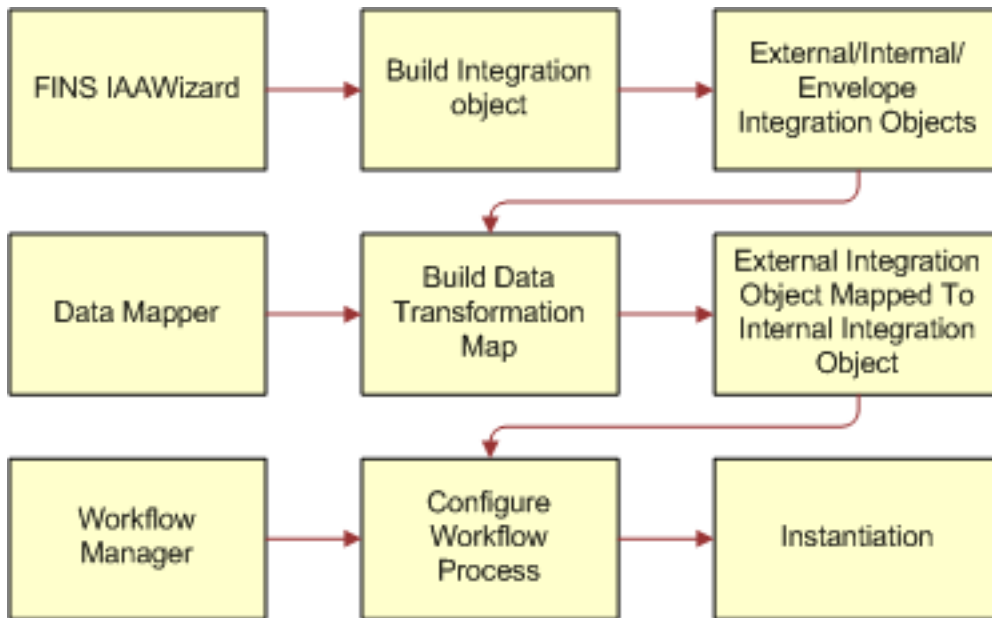 FINS IAAWizard
Build Integration
object
External/Internal/
Envelope
Integration Objects
Data Mapper
Build Data
Transformation
Map
External Integration
Object Mapped To
Internal Integration
Object
Workflow
Manager
Configure
Workflow
Process
Instantiation